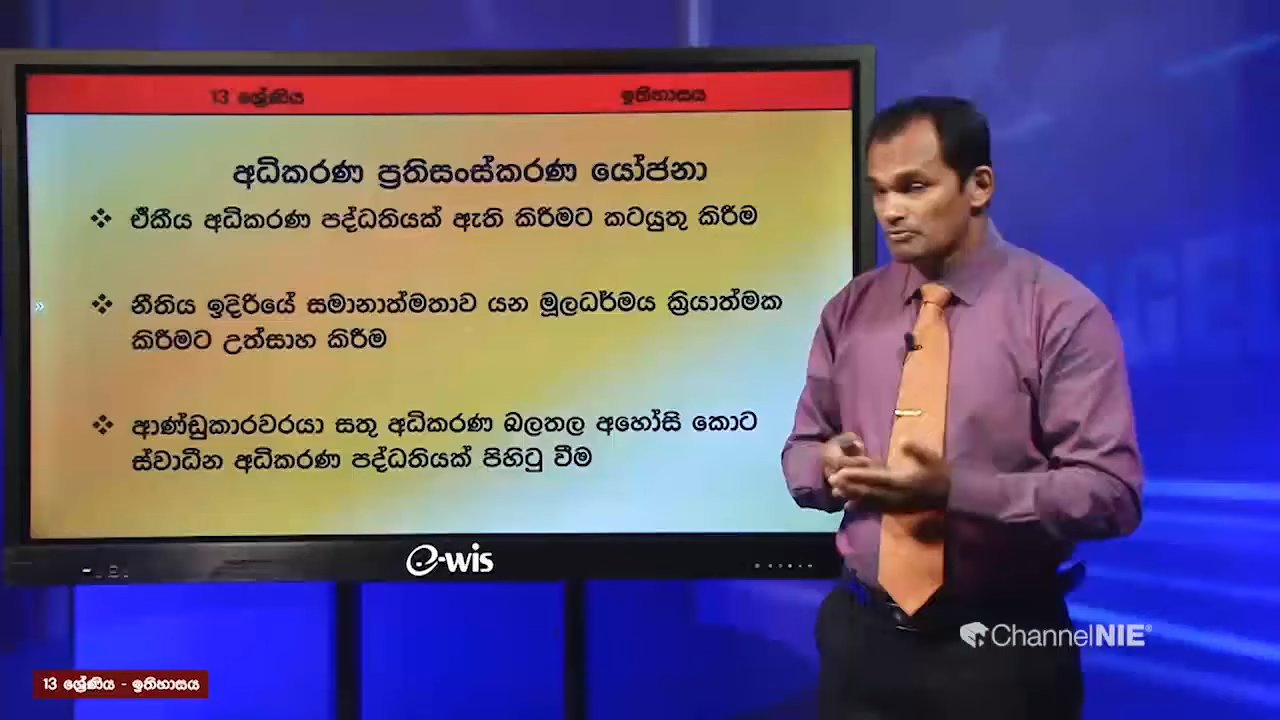 13 ශ්‍රේණිය ඉතිහාසය
අධිකරණ ප්‍රතිසංස්කරණ යෝජනා
❖ ඒකීය අධිකරණ පද්ධතියක් ඇති කිරීමට කටයුතු කිරීම
❖ නීතිය ඉදිරියේ සමානාත්මතාව යන මූලධර්මය ක්‍රියාත්මක
කිරීමට උත්සාහ කිරීම
❖ ආණ්ඩුකාරවරයා සතු අධිකරණ බලතල අහෝසි කොට
ස්වාධීන අධිකරණ පද්ධතියක් පිහිටු වීම
e-wis
ChannelNIE
13 ශ්‍රේණිය - ඉතිහාසය